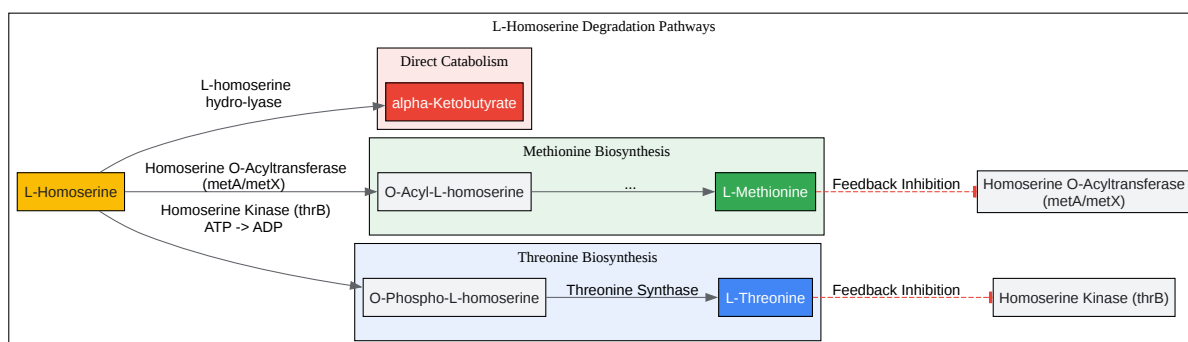 L-Homoserine Degradation Pathways
Direct Catabolism
L-homoserine
hydro-lyase
alpha-Ketobutyrate
Methionine Biosynthesis
Homoserine O-Acyltransferase
(metA/metX)
L-Homoserine
O-Acyl-L-homoserine
...
L-Methionine
Feedback Inhibition
Homoserine O-Acyltransferase
(metA/metX)
Homoserine Kinase (thrB)
ATP -> ADP
Threonine Biosynthesis
O-Phospho-L-homoserine
Threonine Synthase
L-Threonine
Feedback Inhibition
Homoserine Kinase (thrB)